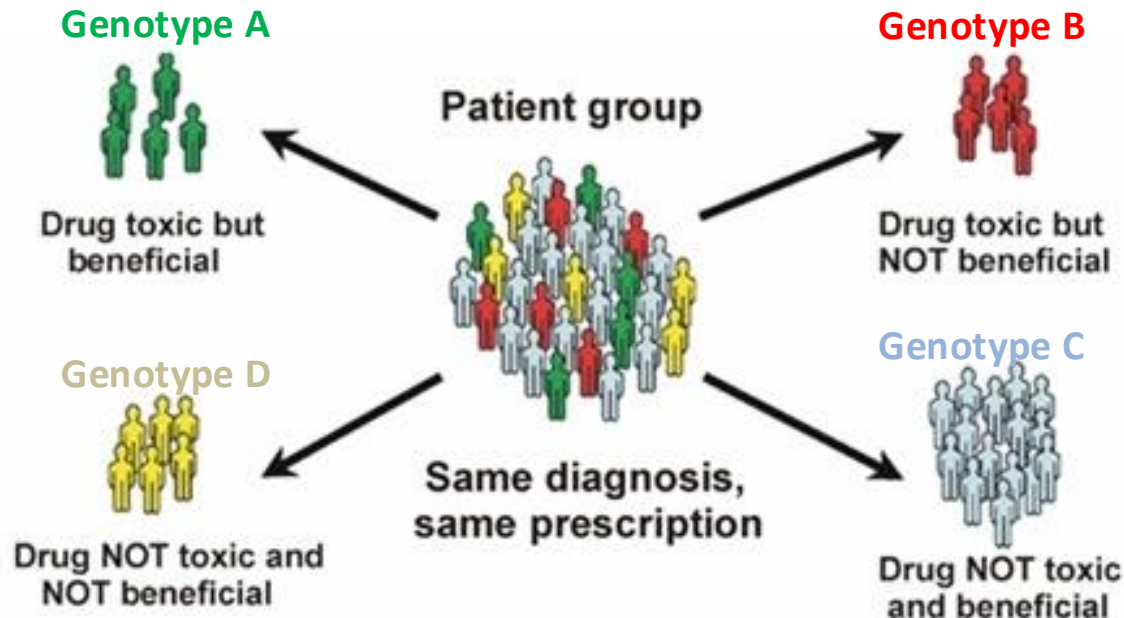 Genotype A
Genotype B
Patient group
Drug toxic but
beneficial
Drug toxic but
NOT beneficial
Genotype D
Genotype C
Same diagnosis,
same prescription
Drug NOT toxic and
NOT beneficial
Drug NOT toxic
and beneficial